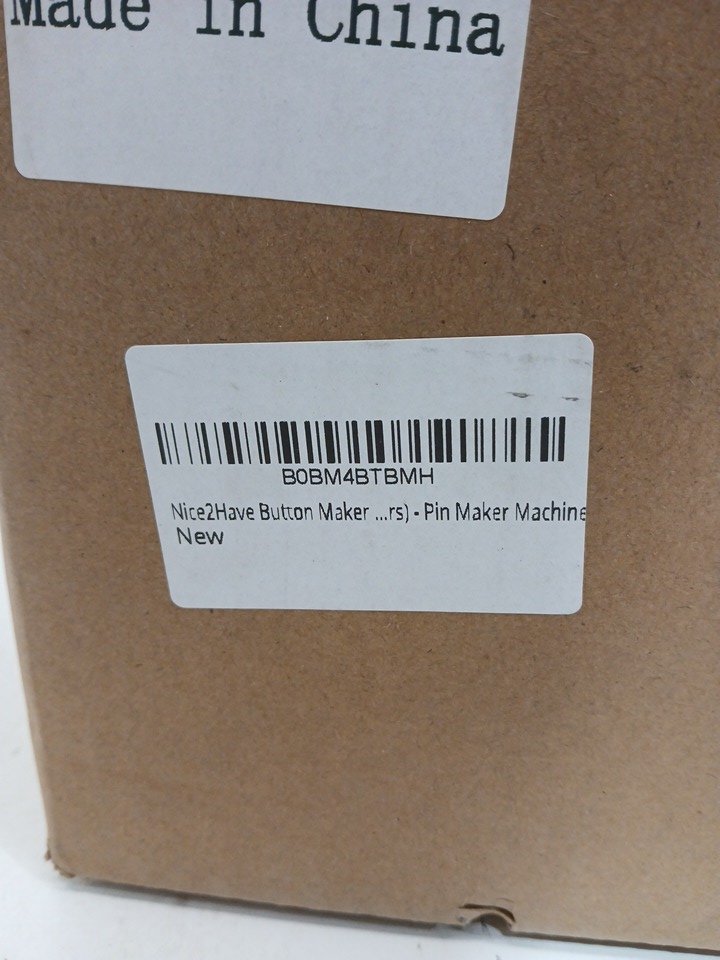 Made in China
B0BM4BTBMH
Nice2Have Button Maker ...rs) - Pin Maker Machine
New